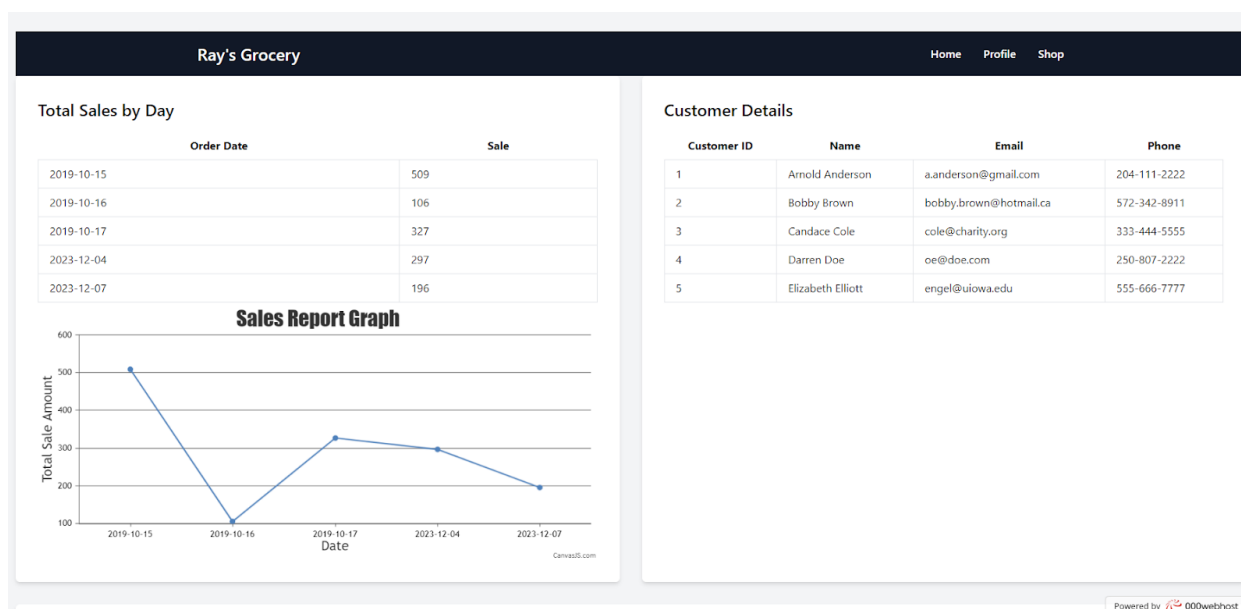 Ray's Grocery Home Profile Shop
Total Sales by Day
Order Date Sale
2019-10-15 509
2019-10-16 106
2019-10-17 327
2023-12-04 297
2023-12-07 196
Sales Report Graph
600
500
400
300
200
100
Total Sale Amount
2019-10-15 2019-10-16 2019-10-17 2023-12-04 2023-12-07
Date
CanvasJS.com
Customer Details
Customer ID Name Email Phone
1 Arnold Anderson a.anderson@gmail.com 204-111-2222
2 Bobby Brown bobby.brown@hotmail.ca 572-342-8911
3 Candace Cole cole@charity.org 333-444-5555
4 Darren Doe oe@doe.com 250-807-2222
5 Elizabeth Elliott engel@uiowa.edu 555-666-7777
Powered by 000webhost